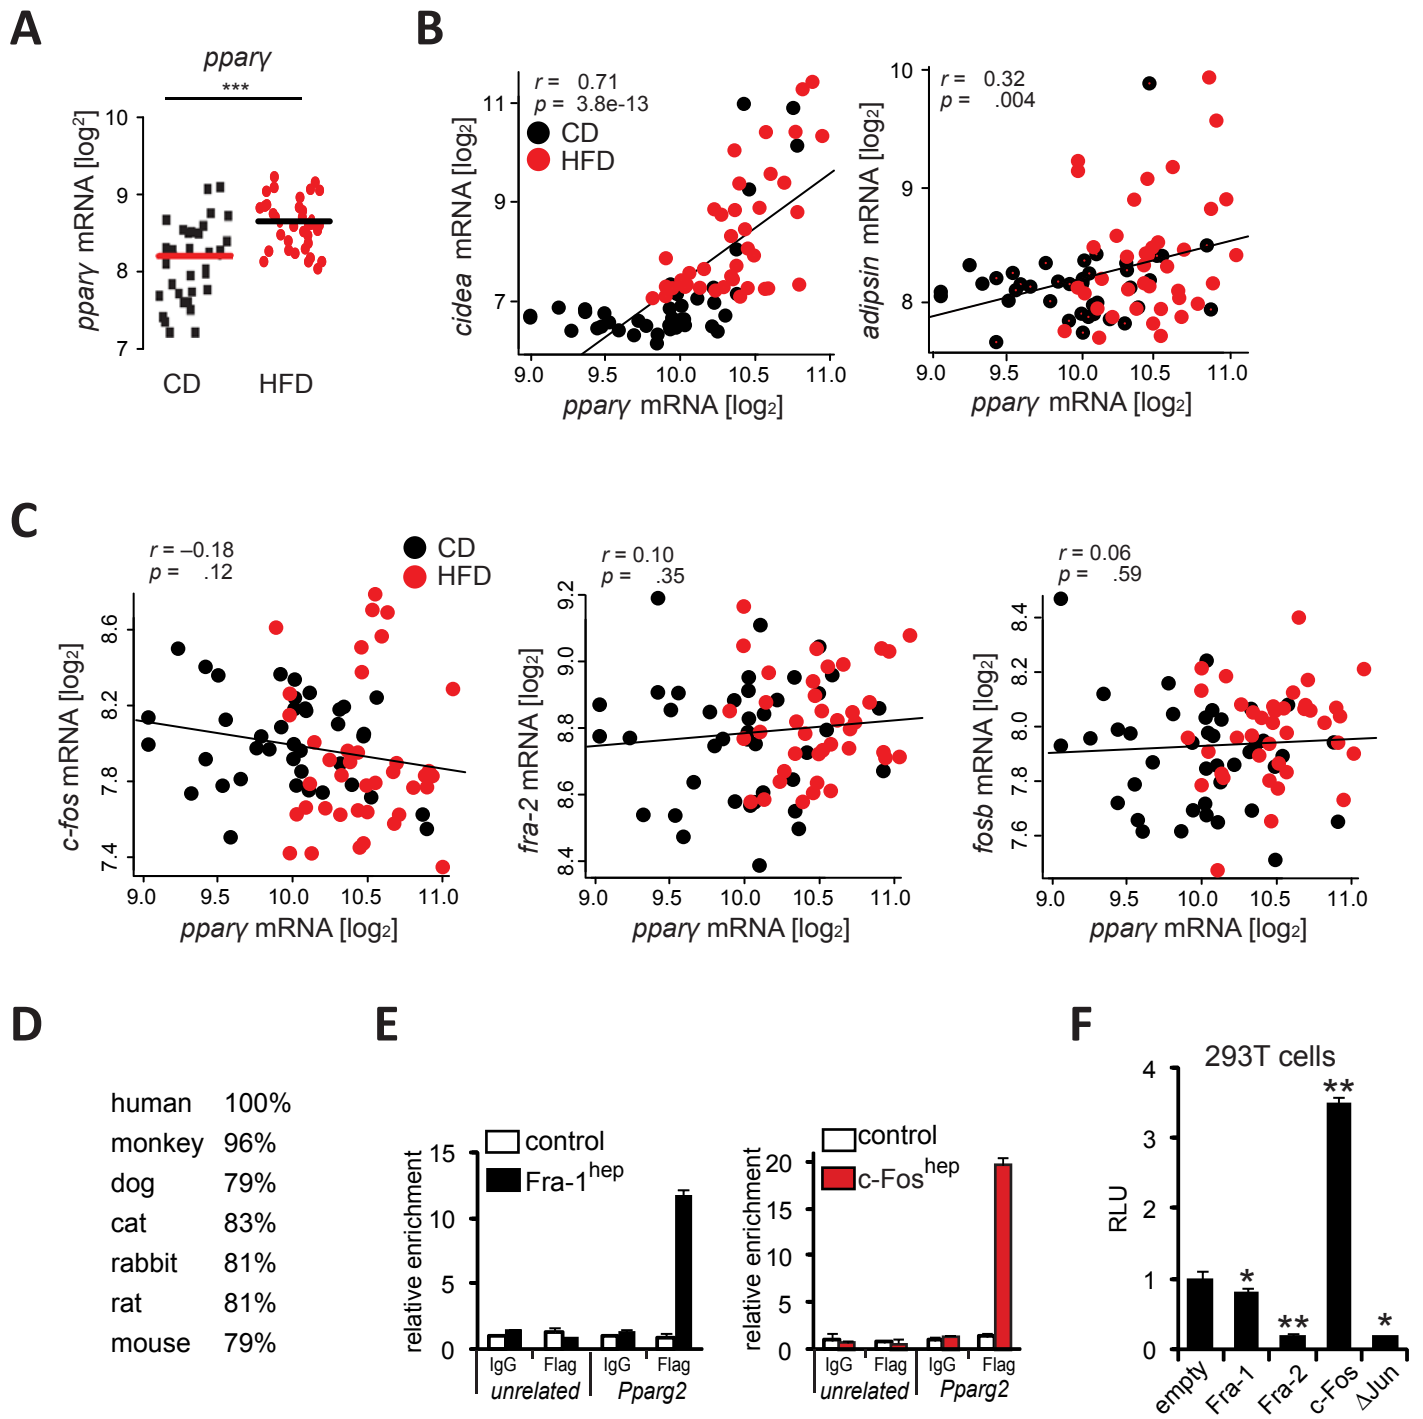 A
pparγ
***
pparγ mRNA [log²]
10
9
8
7
CD
HFD
B
r = 0.71
p = 3.8e-13
CD
HFD
cidea mRNA [log2]
11
9
7
9.0 9.5 10.0 10.5 11.0
pparγ mRNA [log2]
r = 0.32
p = .004
adipsin mRNA [log2]
10
9
8
9.0 9.5 10.0 10.5 11.0
pparγ mRNA [log2]
C
r = –0.18
p = .12
CD
HFD
c-fos mRNA [log2]
8.6
8.2
7.8
7.4
9.0 9.5 10.0 10.5 11.0
pparγ mRNA [log2]
r = 0.10
p = .35
fra-2 mRNA [log2]
9.2
9.0
8.8
8.6
8.4
9.0 9.5 10.0 10.5 11.0
pparγ mRNA [log2]
r = 0.06
p = .59
fosb mRNA [log2]
8.4
8.2
8.0
7.8
7.6
9.0 9.5 10.0 10.5 11.0
pparγ mRNA [log2]
D
human 100%
monkey 96%
dog 79%
cat 83%
rabbit 81%
rat 81%
mouse 79%
E
control
Fra-1hep
relative enrichment
15
10
5
0
IgG Flag IgG Flag
unrelated Pparg2
control
c-Foshep
relative enrichment
20
15
10
5
0
IgG Flag IgG Flag
unrelated Pparg2
F
293T cells
RLU
4
3
2
1
0
* ** ** *
empty Fra-1 Fra-2 c-Fos ΔJun